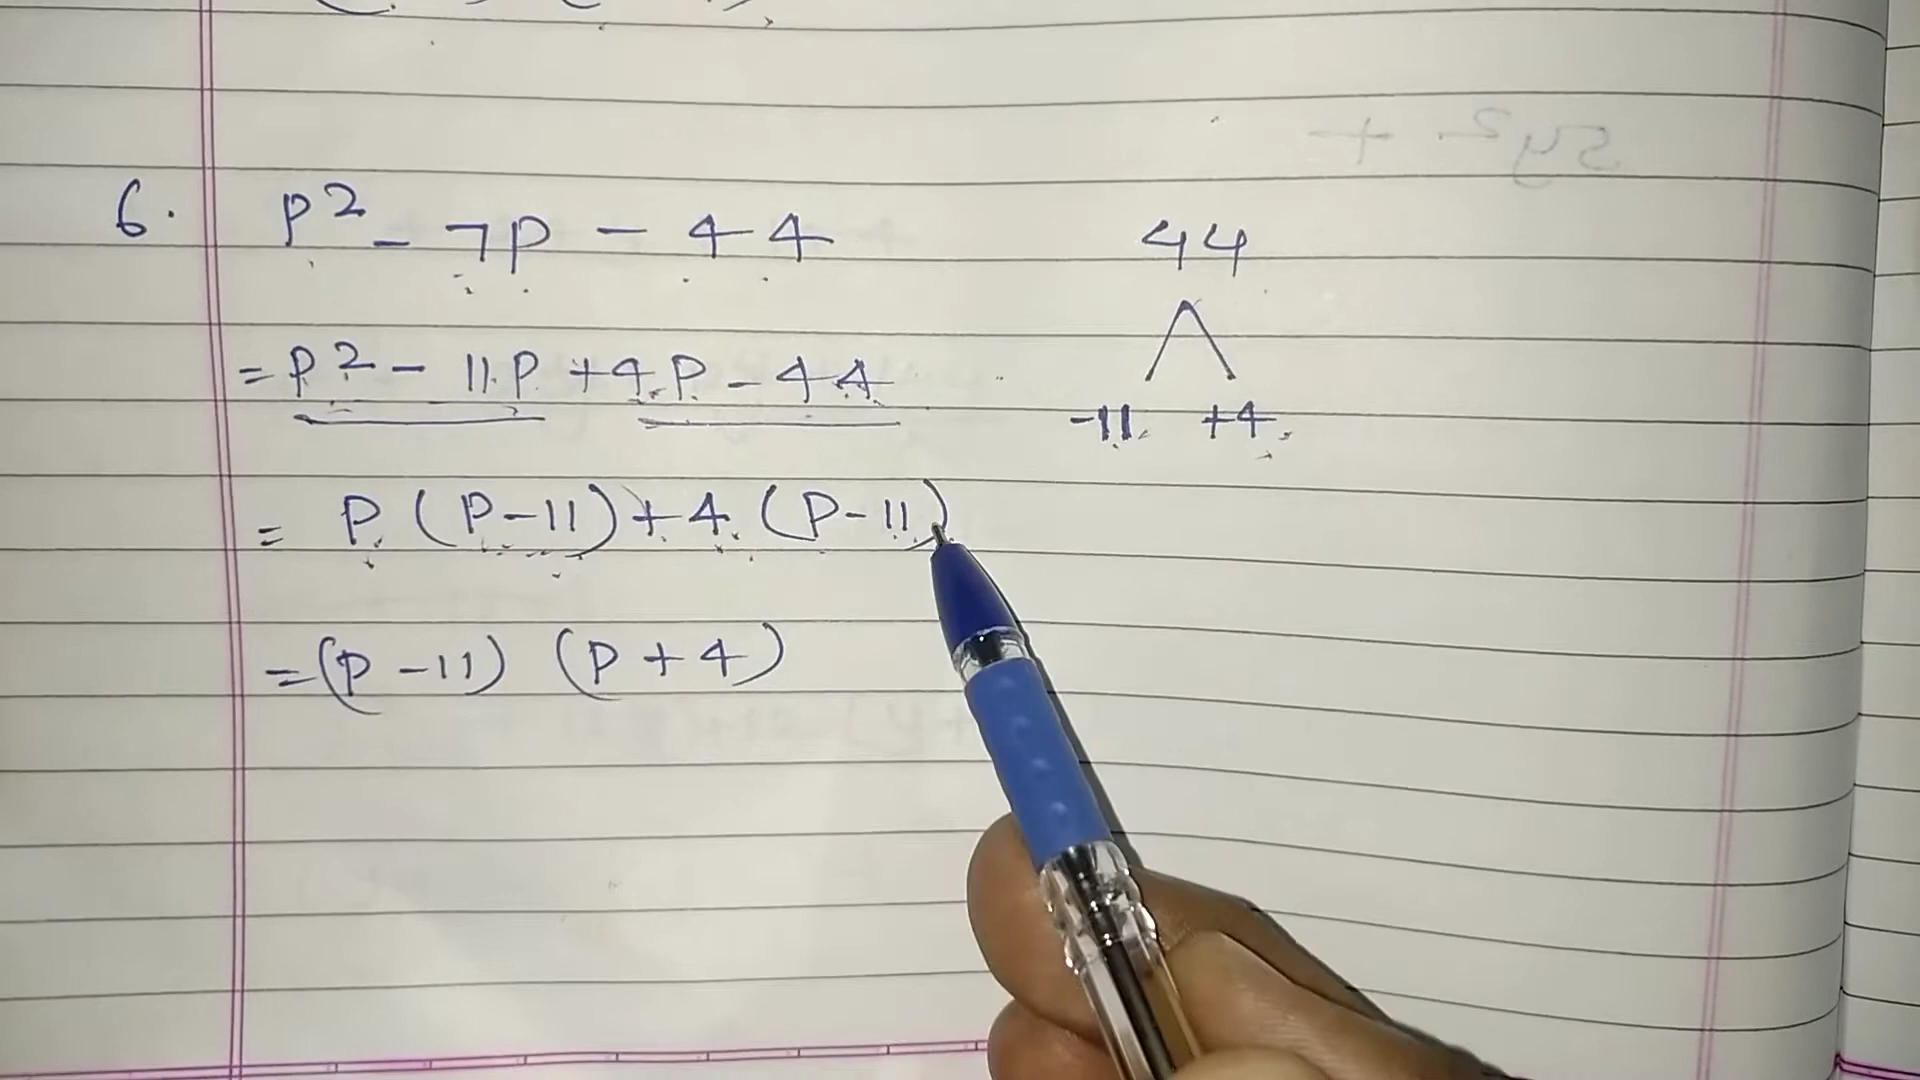 6. p² - 7p - 44
44
= p² - 11p + 4p - 44
-11 +4
= p (p-11) + 4 (p-11)
= (p - 11) (p + 4)